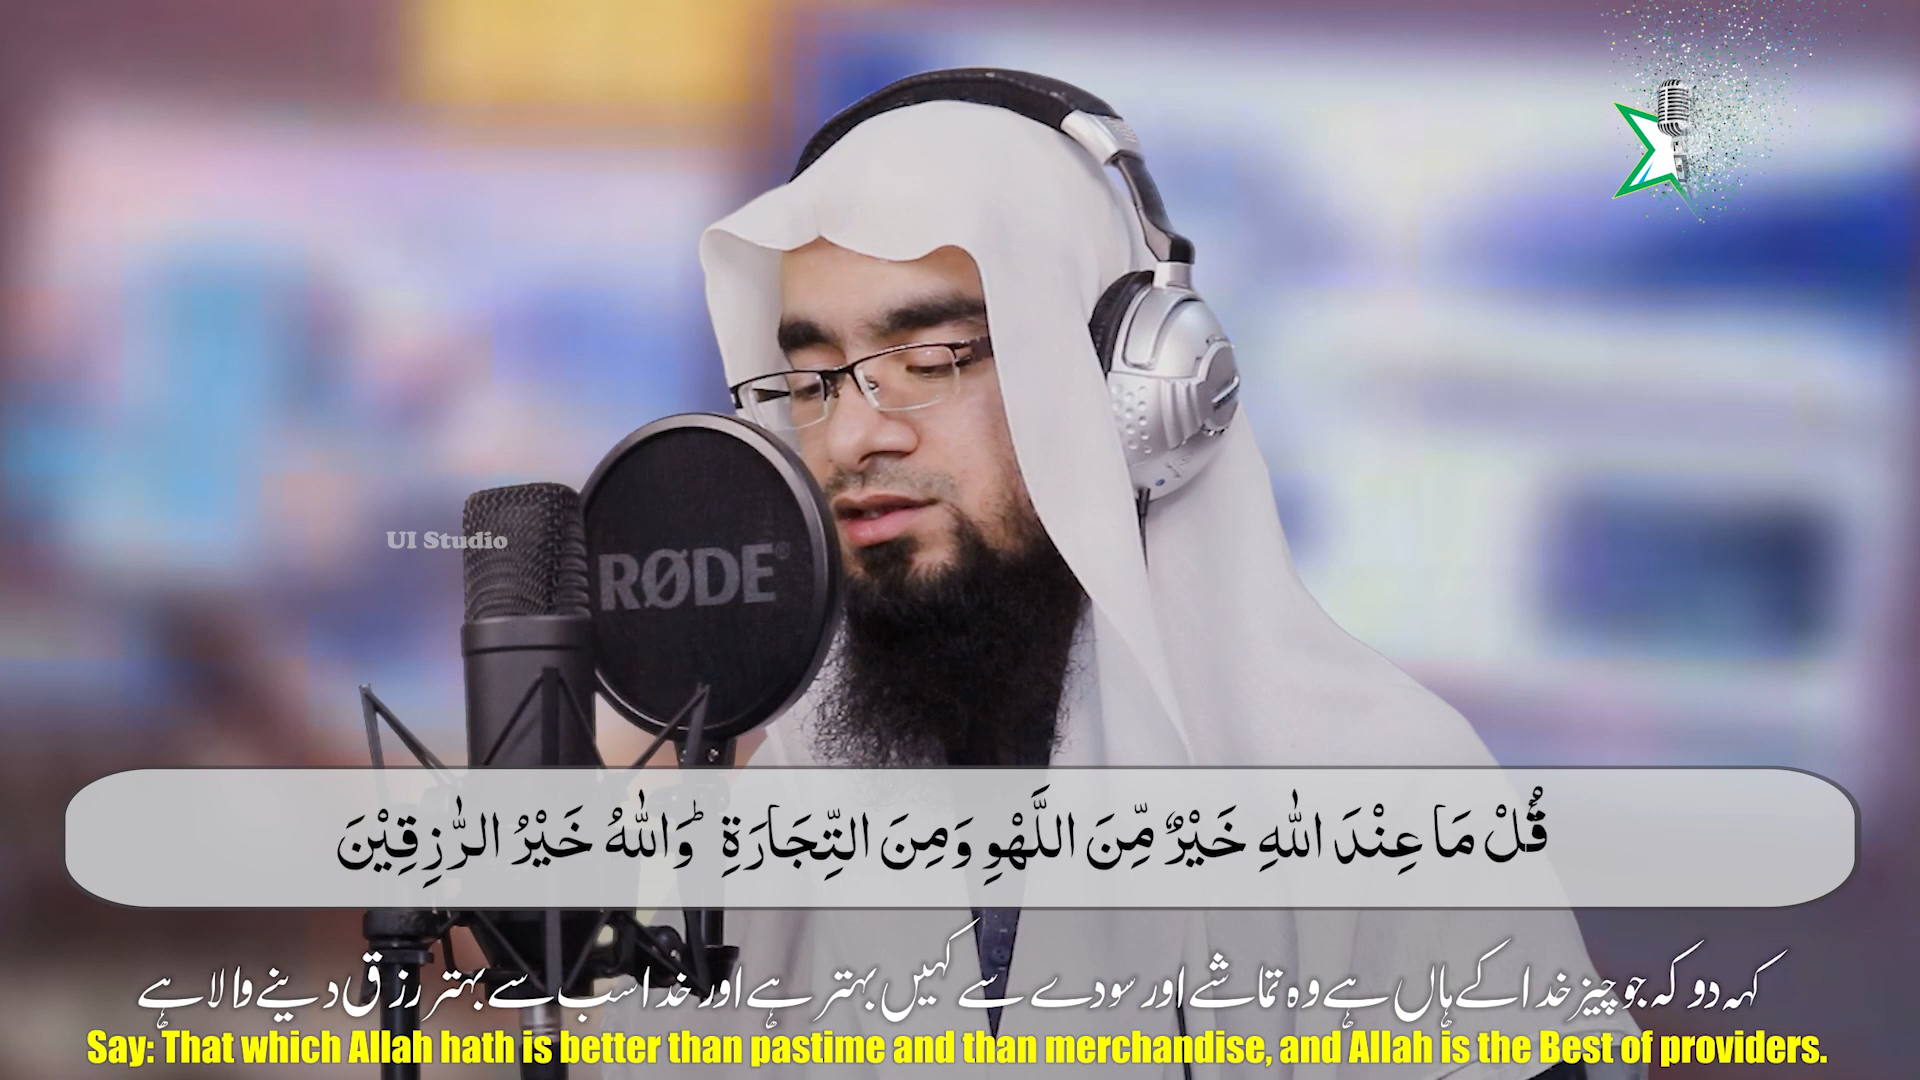 UI Studio
RØDE®
قُلْ مَا عِنْدَ اللّٰهِ خَيْرٌ مِّنَ اللَّهْوِ وَمِنَ التِّجَارَةِ ؕ وَاللّٰهُ خَيْرُ الرّٰزِقِيْنَ
کہہ دو کہ جو چیز خدا کے ہاں ہے وہ تماشے اور سودے سے کہیں بہتر ہے اور خدا سب سے بہتر رزق دینے والا ہے
Say: That which Allah hath is better than pastime and than merchandise, and Allah is the Best of providers.